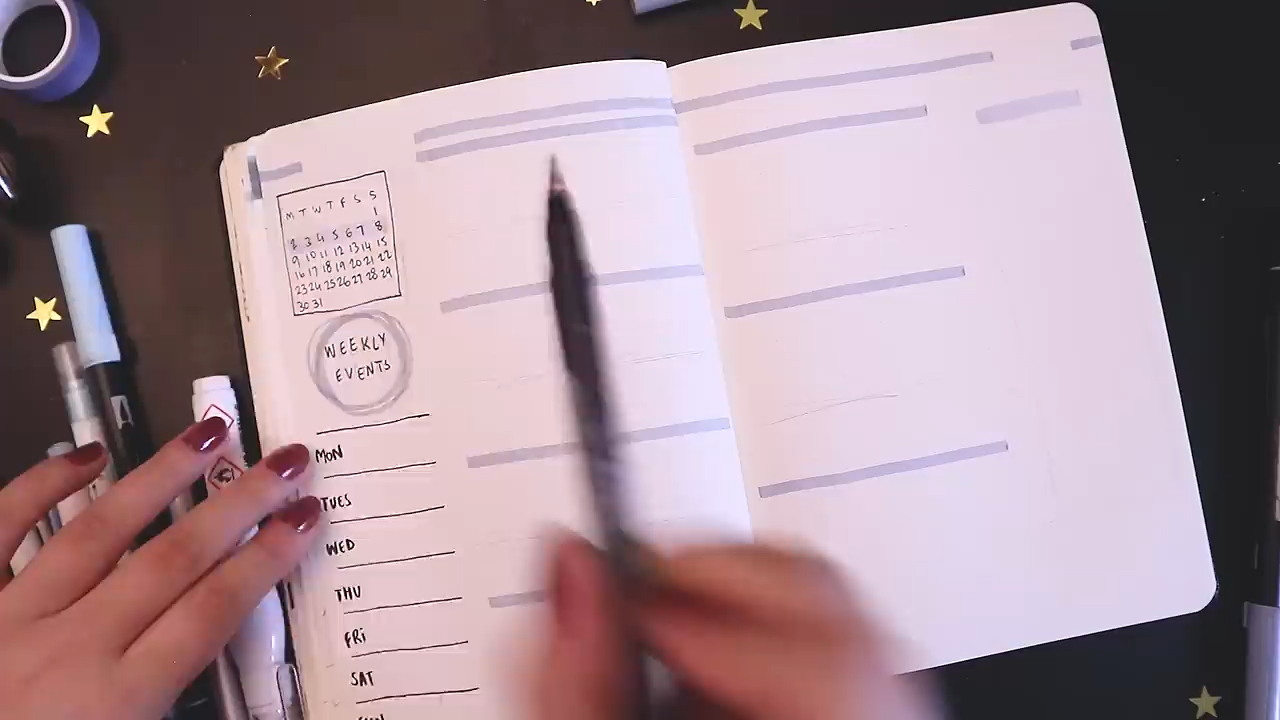 M T W T F S S
1
2 3 4 5 6 7 8
9 10 11 12 13 14 15
16 17 18 19 20 21 22
23 24 25 26 27 28 29
30 31
WEEKLY
EVENTS
MON
TUES
WED
THU
FRi
SAT